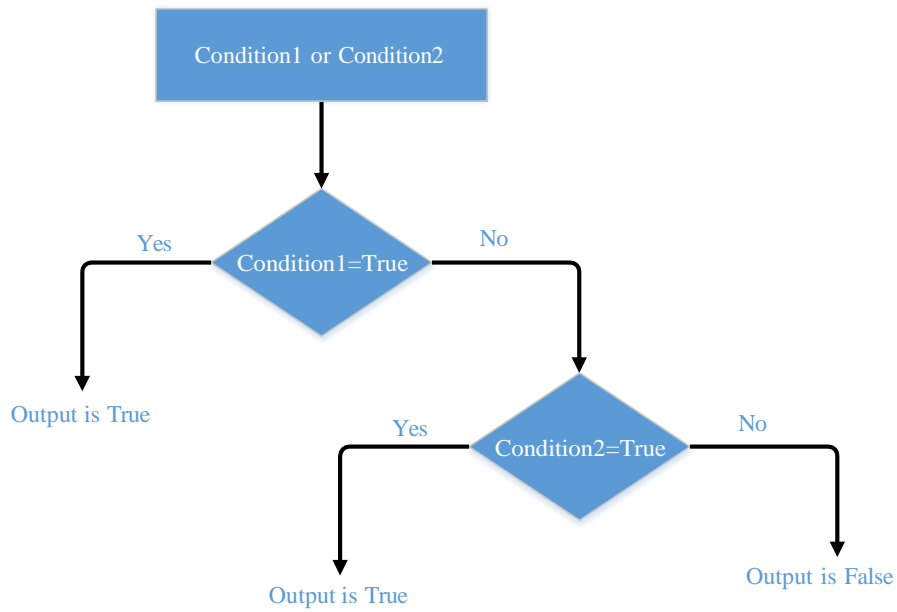 Condition1 or Condition2
Yes
No
Condition1=True
Output is True
Yes
No
Condition2=True
Output is True
Output is False